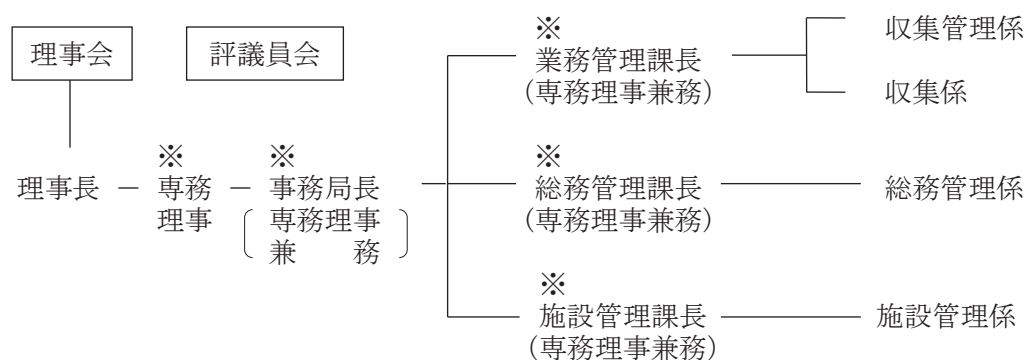 理事会
評議員会
理事長 － ※専務理事 － ※事務局長
（専務理事兼　務）
※
業務管理課長
（専務理事兼務）
収集管理係
収集係
※
総務管理課長
（専務理事兼務）
総務管理係
※
施設管理課長
（専務理事兼務）
施設管理係